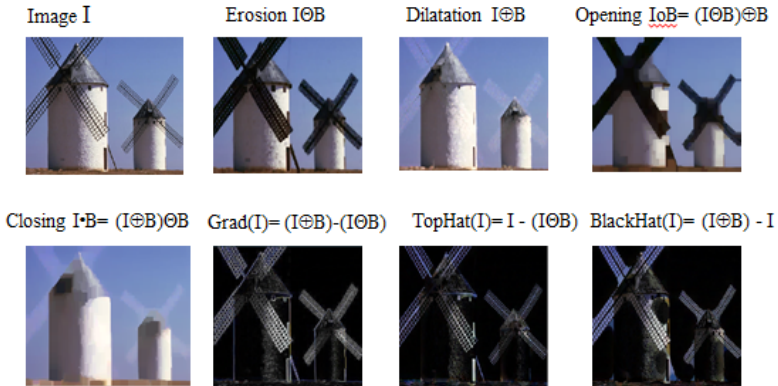 Image I
Erosion IΘB
Dilatation I⊕B
Opening IoB= (IΘB)⊕B
Closing I•B= (I⊕B)ΘB
Grad(I)= (I⊕B)-(IΘB)
TopHat(I)= I - (IΘB)
BlackHat(I)= (I⊕B) - I